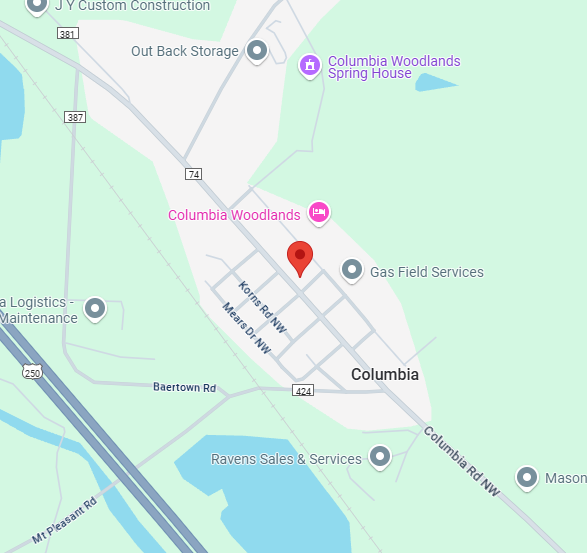 J Y Custom Construction
381
Out Back Storage
Columbia Woodlands
Spring House
387
74
Columbia Woodlands
Gas Field Services
a Logistics -
Maintenance
Korns Rd NW
Mears Dr NW
250
Columbia
Baertown Rd
424
Columbia Rd NW
Ravens Sales & Services
Mason
Mt Pleasant Rd